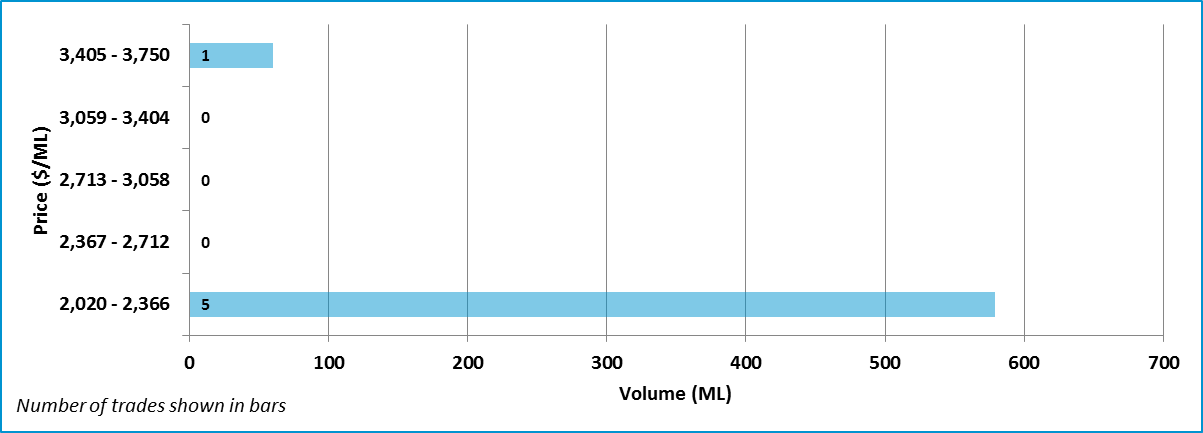 Price ($/ML)
3,405 - 3,750
1
3,059 - 3,404
0
2,713 - 3,058
0
2,367 - 2,712
0
2,020 - 2,366
5
0 100 200 300 400 500 600 700
Volume (ML)
Number of trades shown in bars